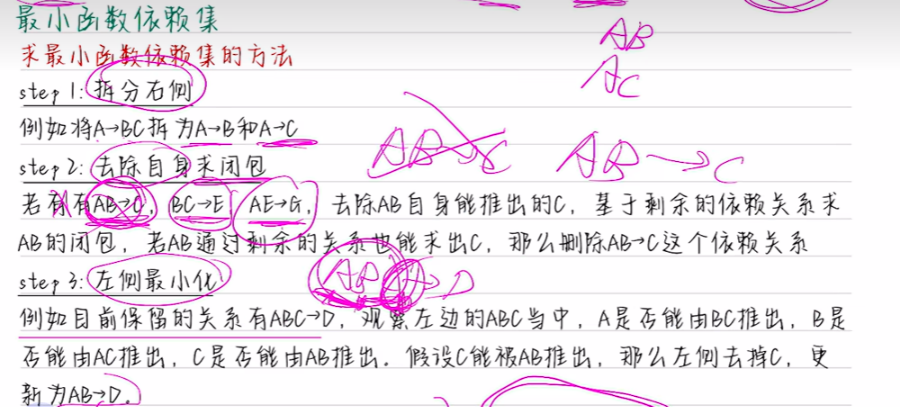 最小函数依赖集
求最小函数依赖集的方法
AB
AC
step 1:拆分右侧
例如将A→BC拆为A→B和A→C
AB→C
AB→C
step 2:去除自身求闭包
若有有AB→C, BC→E, AE→G, 去除AB自身能推出的C, 基于剩余的依赖关系求
AB的闭包, 若AB通过剩余的关系也能求出C, 那么删除AB→C这个依赖关系
step 3:左侧最小化
例如目前保留的关系有ABC→D, 观察左边的ABC当中, A是否能由BC推出, B是
否能由AC推出, C是否能由AB推出. 假设C能被AB推出, 那么左侧去掉C, 更
新为AB→D.